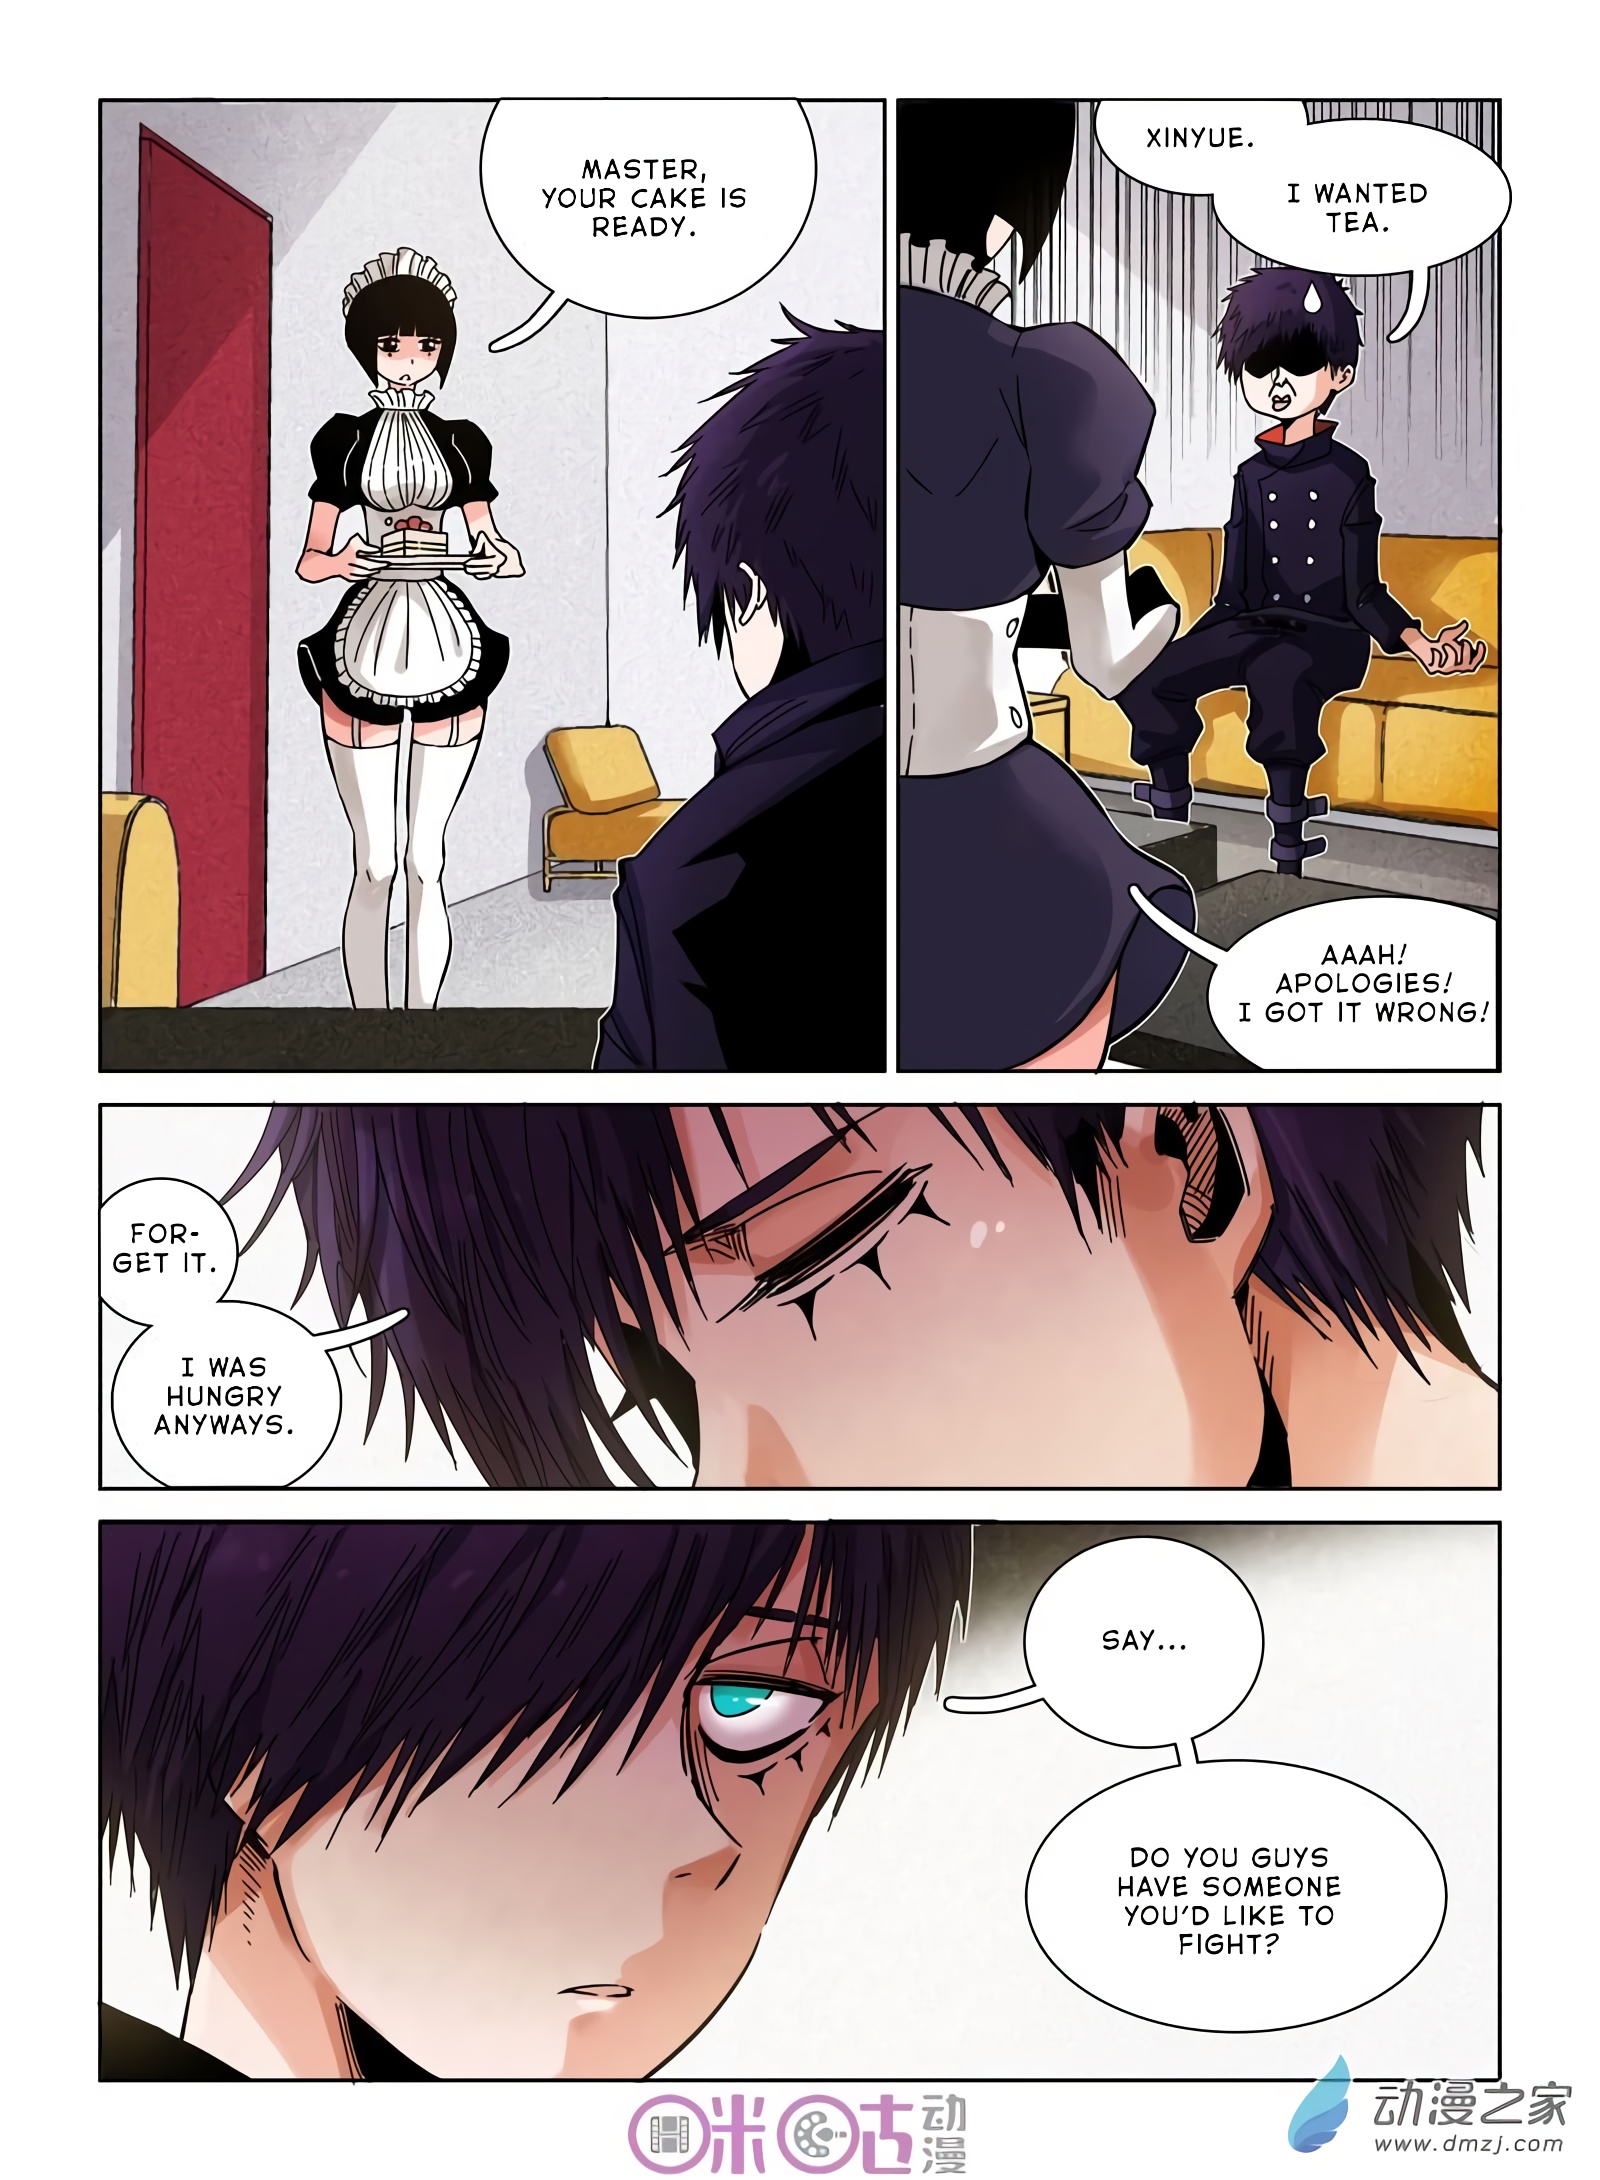 MASTER,
YOUR CAKE IS
READY.
XINYUE.
I WANTED
TEA.
AAAH!
APOLOGIES!
I GOT IT WRONG!
FOR-
GET IT.
I WAS
HUNGRY
ANYWAYS.
SAY...
DO YOU GUYS
HAVE SOMEONE
YOU'D LIKE TO
FIGHT?
咪咕动漫
动漫之家
www.dmzj.com